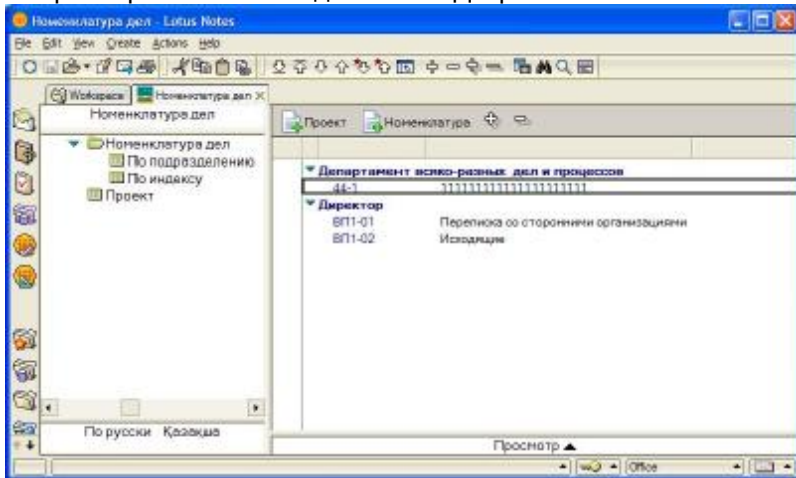 Номенклатура дел - Lotus Notes
File Edit View Create Actions Help
Workspace Номенклатура дел
Номенклатура дел
Проект Номенклатура
Номенклатура дел
По подразделению
По индексу
Проект
Департамент всяко-разных дел и процессов
44-1
Директор
ВП1-01 Переписка со сторонними организациями
ВП1-02 Исходящие
По русски Қазақша
Просмотр
Office